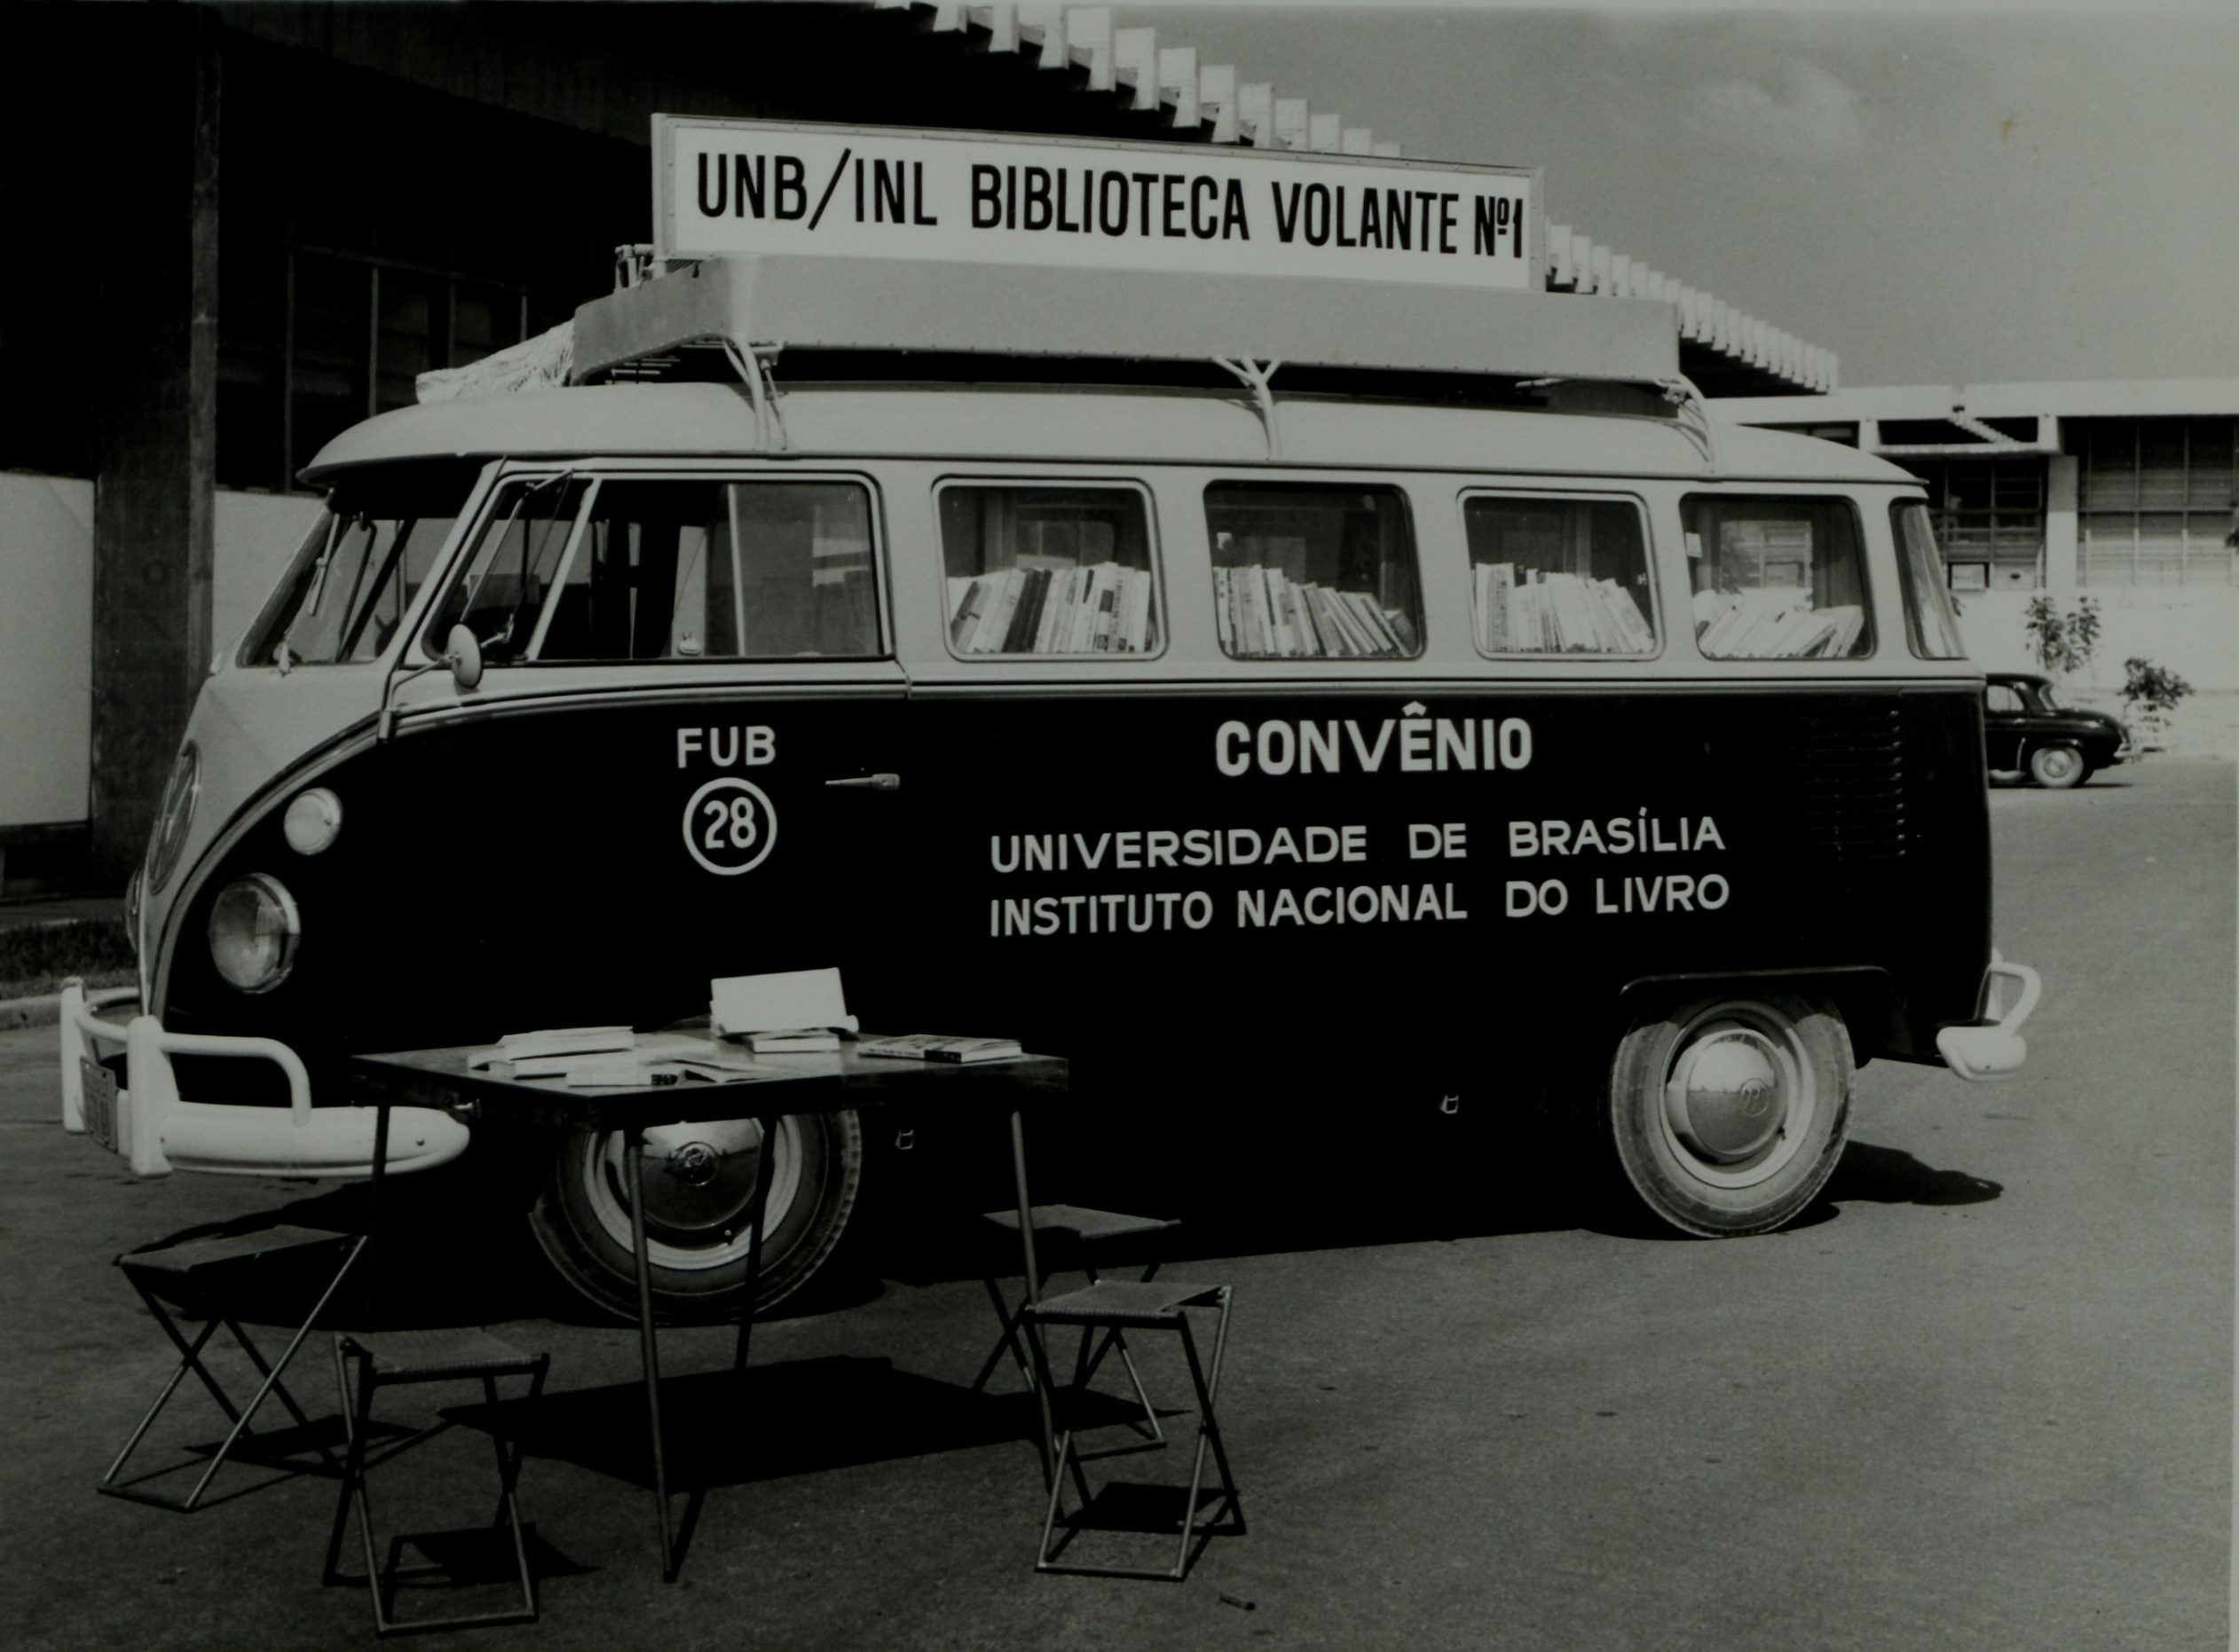 UNB/INL BIBLIOTECA VOLANTE Nº1
FUB
28
CONVÊNIO
UNIVERSIDADE DE BRASÍLIA
INSTITUTO NACIONAL DO LIVRO